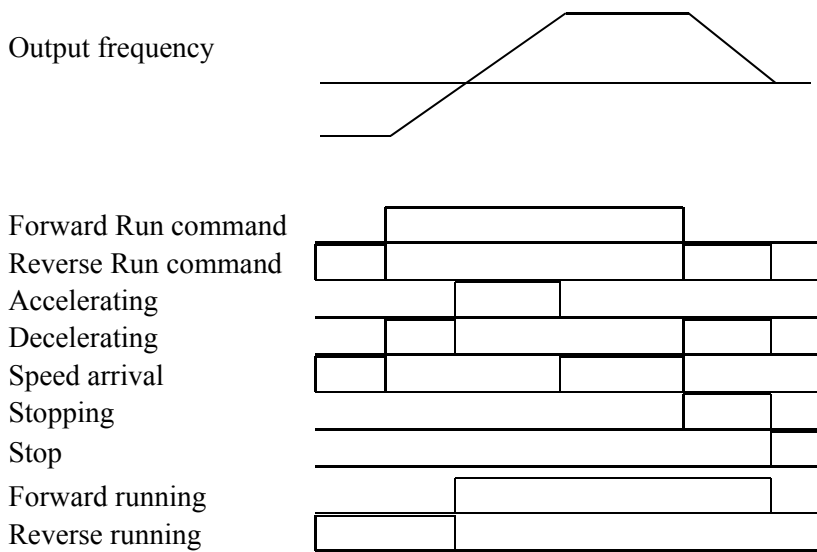 Output frequency
Forward Run command
Reverse Run command
Accelerating
Decelerating
Speed arrival
Stopping
Stop
Forward running
Reverse running